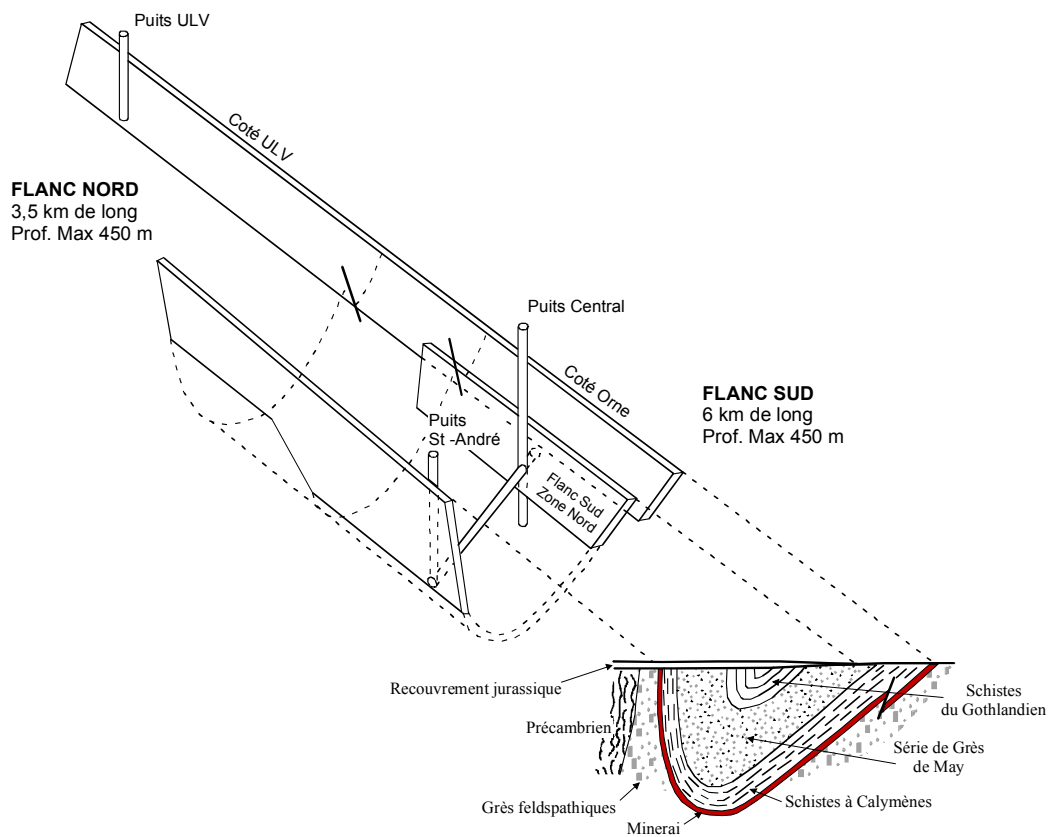 Puits ULV
Coté ULV
FLANC NORD
3,5 km de long
Prof. Max 450 m
Puits Central
Coté Orne
FLANC SUD
6 km de long
Prof. Max 450 m
Puits
St -André
Flanc Sud
Zone Nord
Recouvrement jurassique
Précambrien
Grès feldspathiques
Minerai
Schistes
du Gothlandien
Série de Grès
de May
Schistes à Calymènes